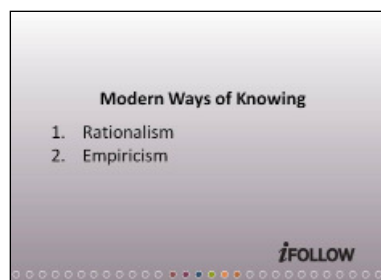 Modern Ways of Knowing
1. Rationalism
2. Empiricism
iFOLLOW